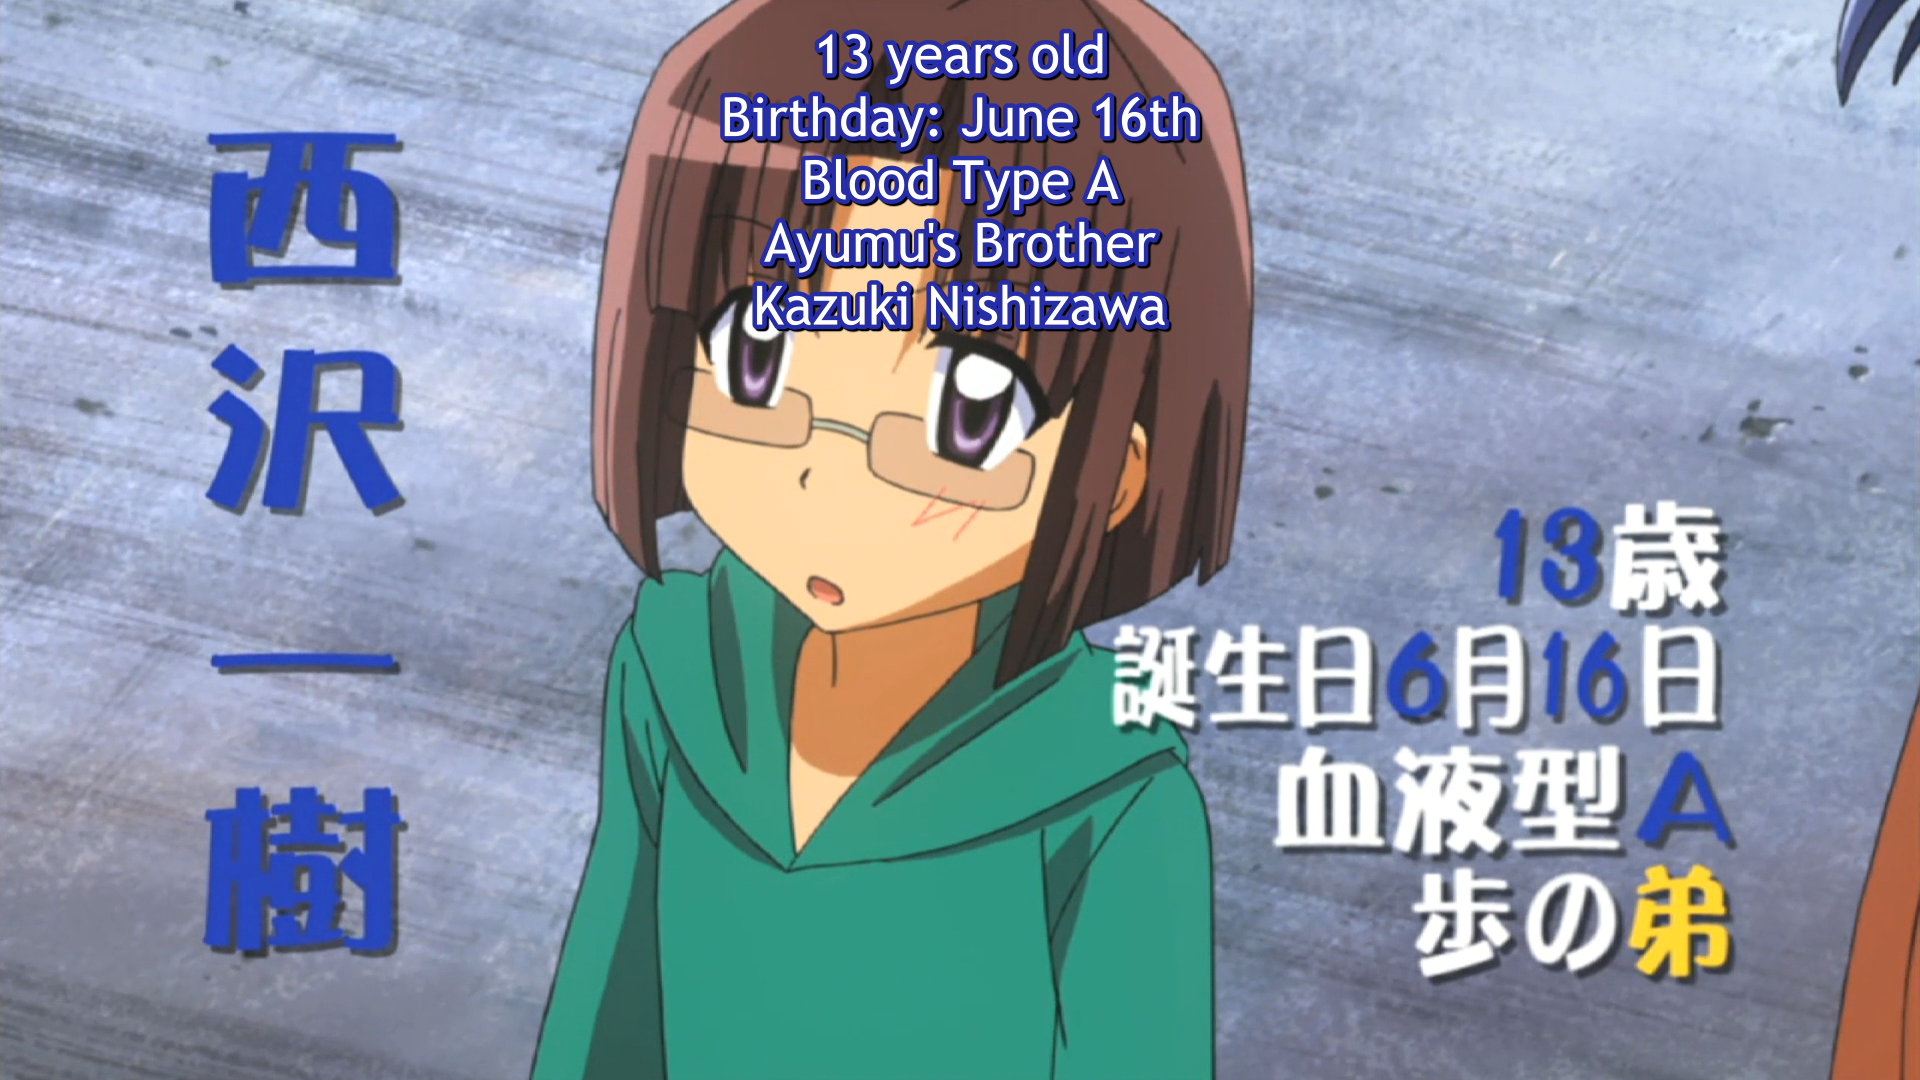 13 years old
Birthday: June 16th
Blood Type A
Ayumu's Brother
Kazuki Nishizawa
西沢一樹
13歳
誕生日6月16日
血液型A
歩の弟